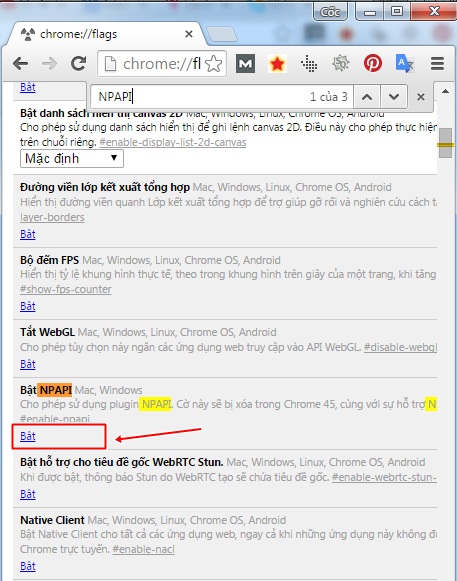 Cốc
chrome://flags
chrome://fl
NPAPI 1 của 3
Bật
Bật danh sách hiển thị canvas 2D Mac, Windows, Linux, Chrome OS, Android
Cho phép sử dụng danh sách hiển thị để ghi lệnh canvas 2D. Điều này cho phép thực hiện
trên chuỗi riêng. #enable-display-list-2d-canvas
Mặc định
Đường viền lớp kết xuất tổng hợp Mac, Windows, Linux, Chrome OS, Android
Hiển thị đường viền quanh Lớp kết xuất tổng hợp để trợ giúp gỡ rối và nghiên cứu cách
layer-borders
Bật
Bộ đếm FPS Mac, Windows, Linux, Chrome OS, Android
Hiển thị tỷ lệ khung hình thực tế, theo trong khung hình trên giây của một trang, khi tăng
#show-fps-counter
Bật
Tắt WebGL Mac, Windows, Linux, Chrome OS, Android
Cho phép tùy chọn này ngăn các ứng dụng web truy cập vào API WebGL. #disable-webgl
Bật
Bật NPAPI Mac, Windows
Cho phép sử dụng plugin NPAPI. Cờ này sẽ bị xóa trong Chrome 45, cùng với sự hỗ trợ N
#enable-npapi
Bật
Bật hỗ trợ cho tiêu đề gốc WebRTC Stun. Mac, Windows, Linux, Chrome OS, Android
Khi được bật, thông báo Stun do WebRTC tạo sẽ chứa tiêu đề gốc. #enable-webrtc-stun-
Bật
Native Client Mac, Windows, Linux, Chrome OS, Android
Bật Native Client cho tất cả các ứng dụng web, ngay cả khi những ứng dụng này không
Chrome trực tuyến. #enable-nacl
Bật